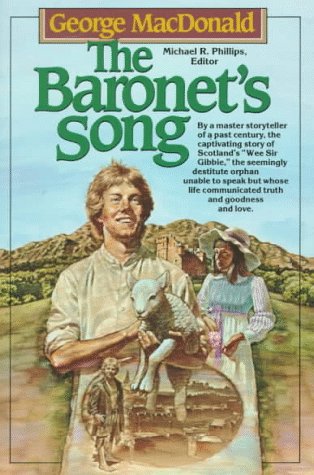 George MacDonald
Michael R. Phillips,
Editor
The
Baronet's
Song
By a master storyteller
of a past century, the
captivating story of
Scotland's "Wee Sir
Gibbie," the seemingly
destitute orphan
unable to speak but whose
life communicated truth
and goodness
and love.